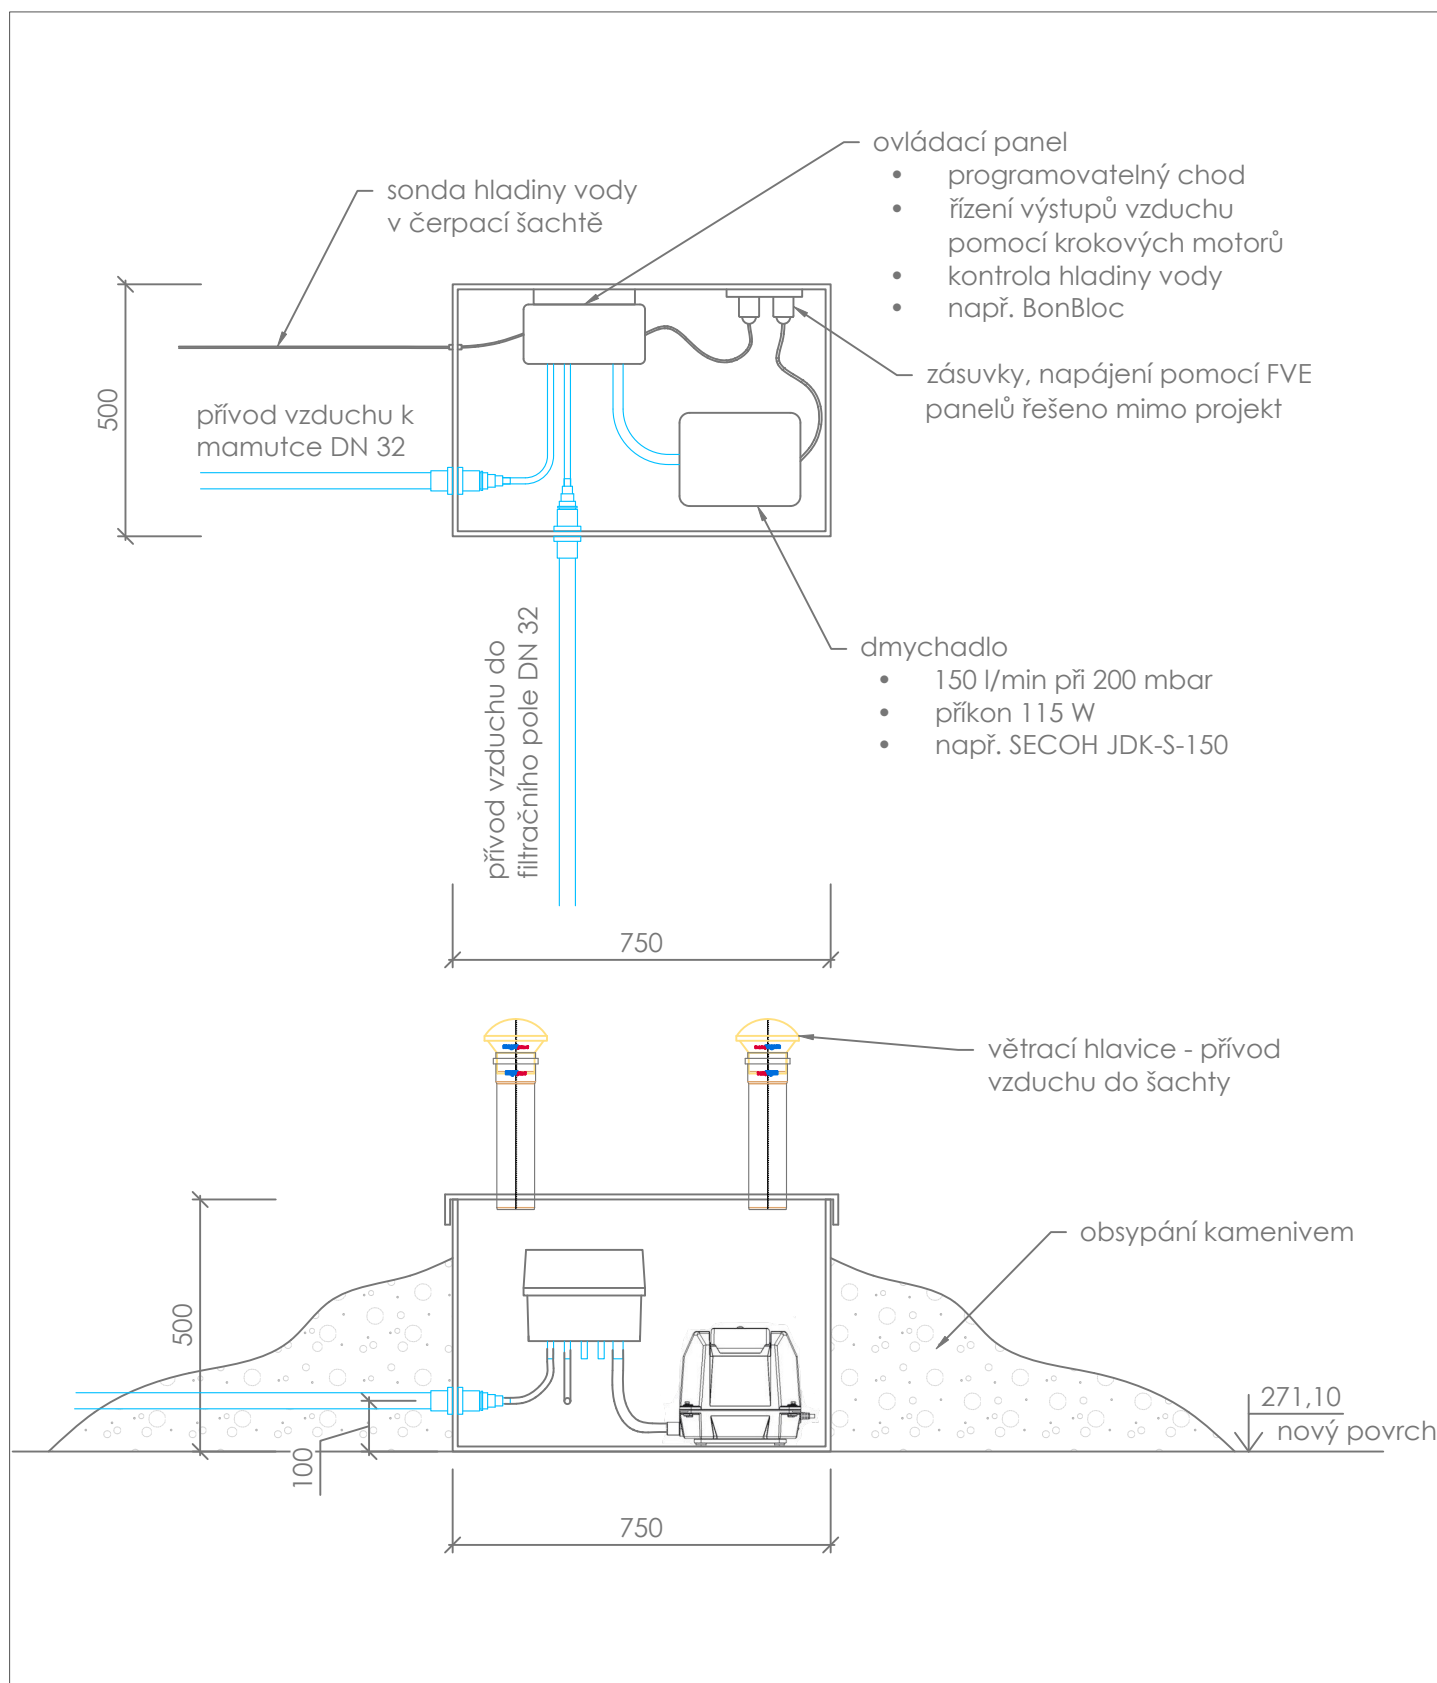 ovládací panel
• programovatelný chod
• řízení výstupů vzduchu
pomocí krokových motorů
• kontrola hladiny vody
• např. BonBloc
sonda hladiny vody
v čerpací šachtě
zásuvky, napájení pomocí FVE
panelů řešeno mimo projekt
500
přívod vzduchu k
mamutce DN 32
přívod vzduchu do
filtračního pole DN 32
dmychadlo
• 150 l/min při 200 mbar
• příkon 115 W
• např. SECOH JDK-S-150
750
větrací hlavice - přívod
vzduchu do šachty
obsypání kamenivem
500
100
271,10
nový povrch
750